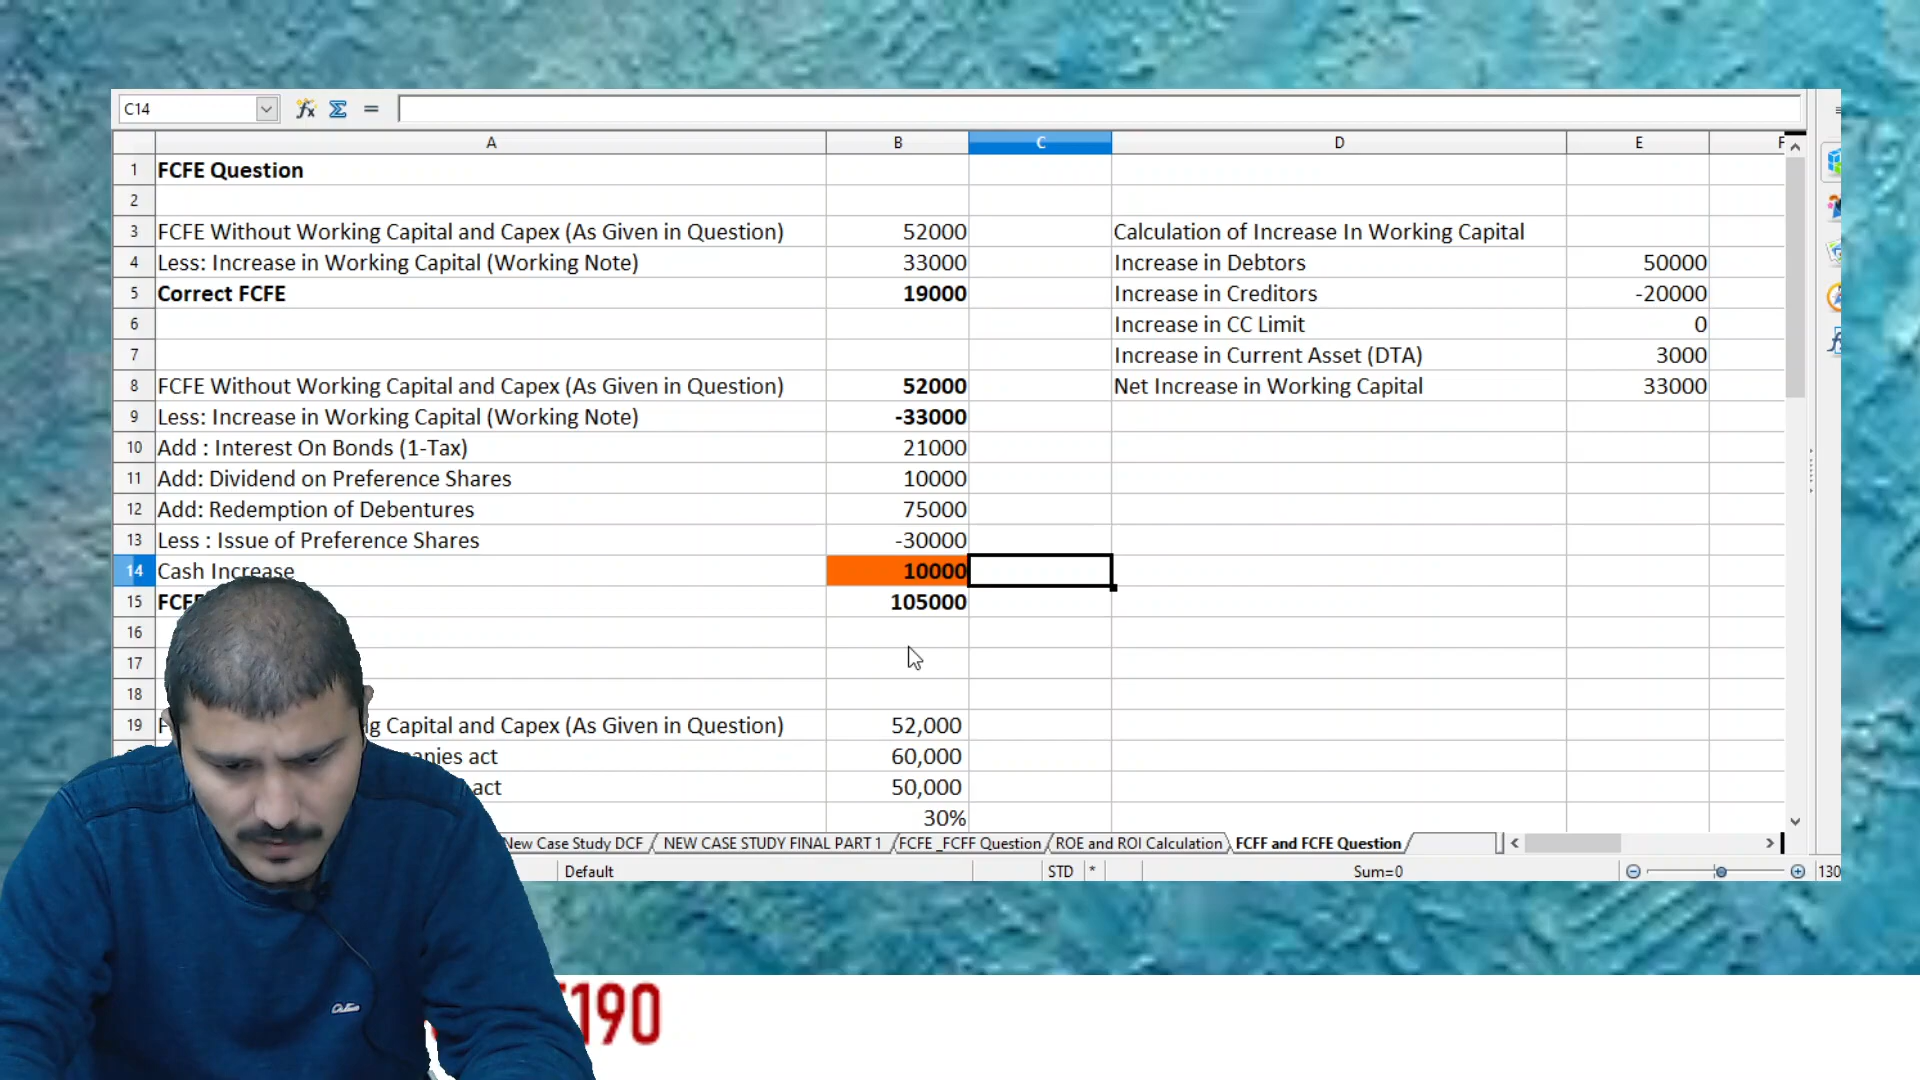 C14
A B C D E F
1 FCFE Question
2
3 FCFE Without Working Capital and Capex (As Given in Question) 52000 Calculation of Increase In Working Capital
4 Less: Increase in Working Capital (Working Note) 33000 Increase in Debtors 50000
5 Correct FCFE 19000 Increase in Creditors -20000
6 Increase in CC Limit 0
7 Increase in Current Asset (DTA) 3000
8 FCFE Without Working Capital and Capex (As Given in Question) 52000 Net Increase in Working Capital 33000
9 Less: Increase in Working Capital (Working Note) -33000
10 Add : Interest On Bonds (1-Tax) 21000
11 Add: Dividend on Preference Shares 10000
12 Add: Redemption of Debentures 75000
13 Less : Issue of Preference Shares -30000
14 Cash Increase 10000
15 105000
16
17
18
19 Capital and Capex (As Given in Question) 52,000
act 60,000
act 50,000
30%
New Case Study DCF NEW CASE STUDY FINAL PART 1 FCFE _FCFF Question ROE and ROI Calculation FCFF and FCFE Question
Default STD * Sum=0 130
190